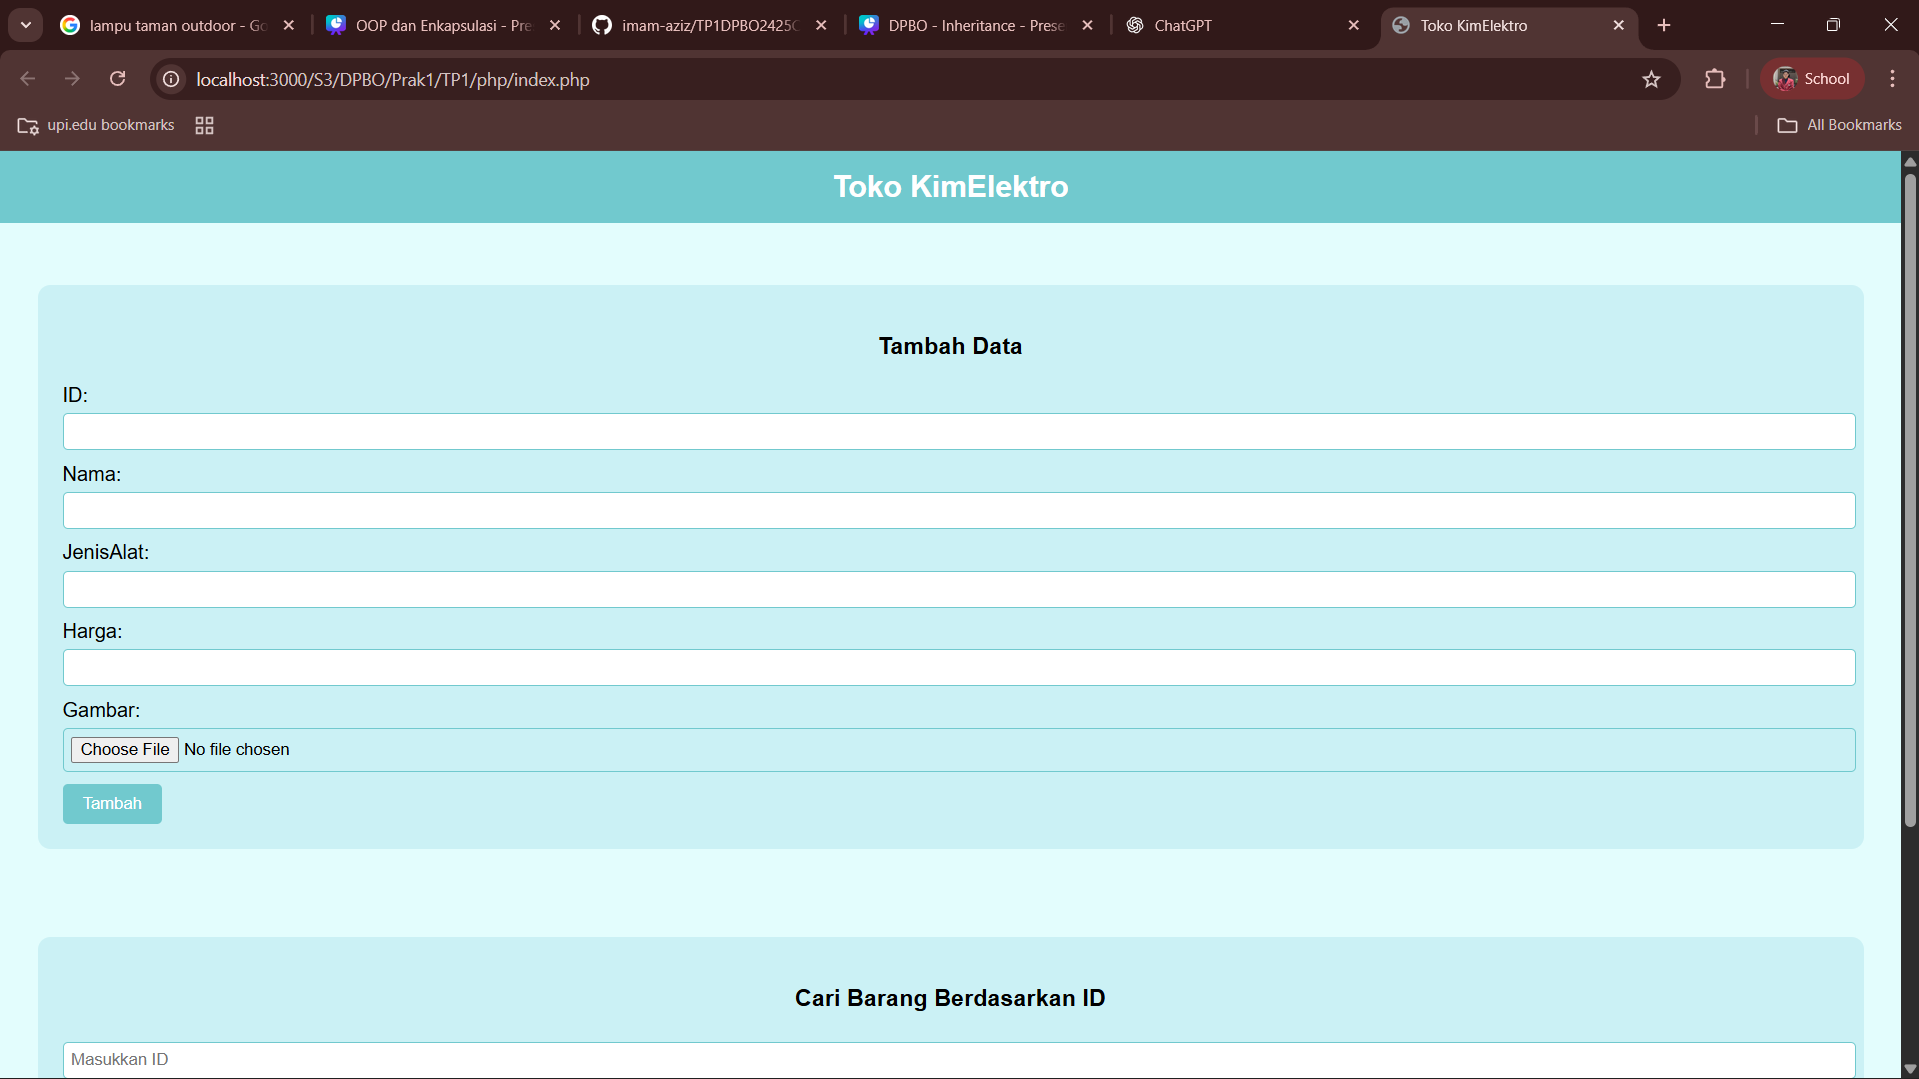 lampu taman outdoor - Go
OOP dan Enkapsulasi - Pre
imam-aziz/TP1DPBO2425C
DPBO - Inheritance - Prese
ChatGPT
Toko KimElektro
localhost:3000/S3/DPBO/Prak1/TP1/php/index.php
School
upi.edu bookmarks
All Bookmarks
Toko KimElektro
Tambah Data
ID:
Nama:
JenisAlat:
Harga:
Gambar:
Choose File No file chosen
Tambah
Cari Barang Berdasarkan ID
Masukkan ID